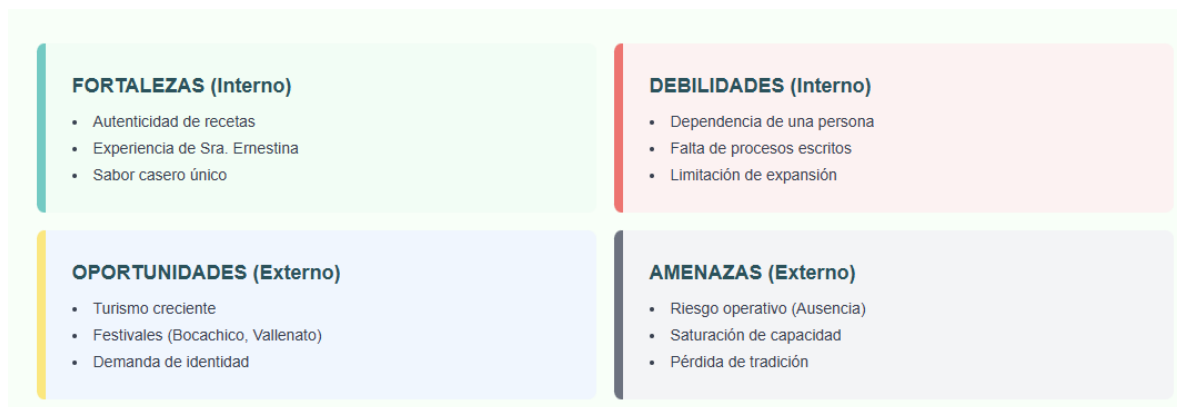 FORTALEZAS (Interno)
• Autenticidad de recetas
• Experiencia de Sra. Ernestina
• Sabor casero único
DEBILIDADES (Interno)
• Dependencia de una persona
• Falta de procesos escritos
• Limitación de expansión
OPORTUNIDADES (Externo)
• Turismo creciente
• Festivales (Bocachico, Vallenato)
• Demanda de identidad
AMENAZAS (Externo)
• Riesgo operativo (Ausencia)
• Saturación de capacidad
• Pérdida de tradición